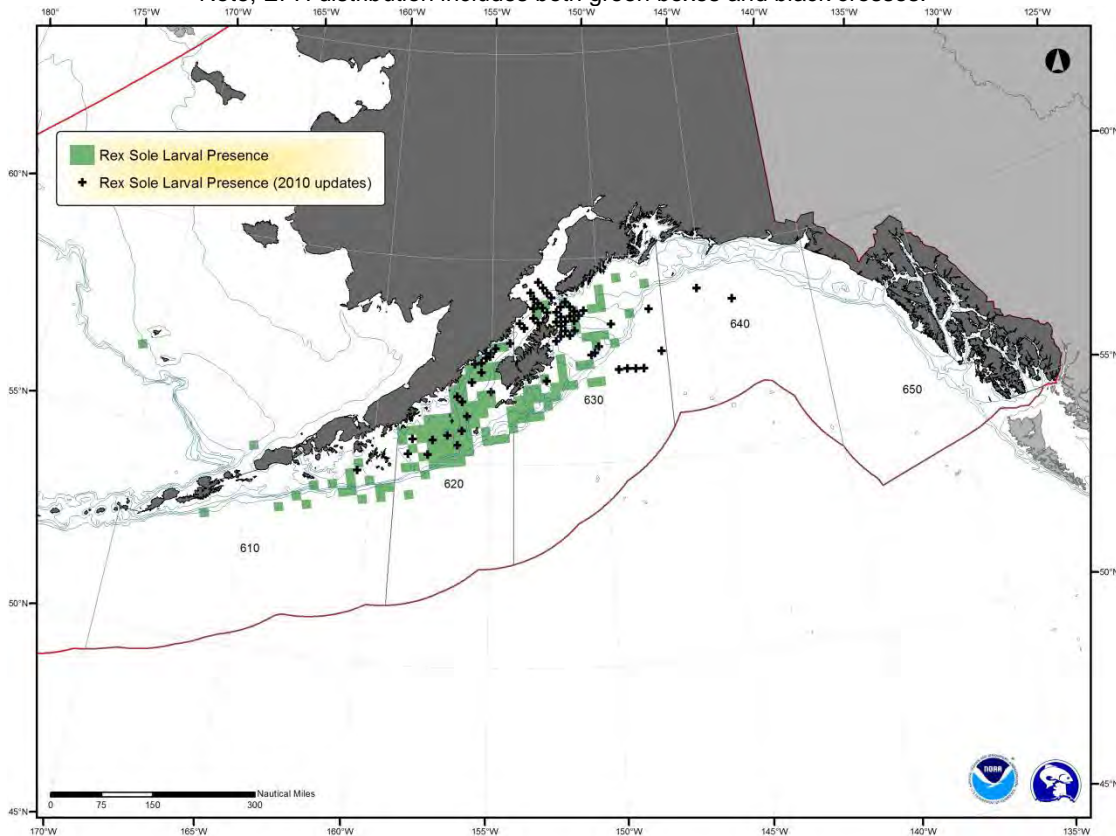 Note, EFH distribution includes both green boxes and black crosses.
180° 170°W 165°W 160°W 155°W 150°W 145°W 140°W 135°W 130°W 125°W
60°N
60°N
Rex Sole Larval Presence
Rex Sole Larval Presence (2010 updates)
640
55°N
55°N
630
650
620
610
50°N
50°N
NOAA
0 75 150 300 Nautical Miles
45°N
45°N
170°W 165°W 160°W 155°W 150°W 145°W 140°W 135°W